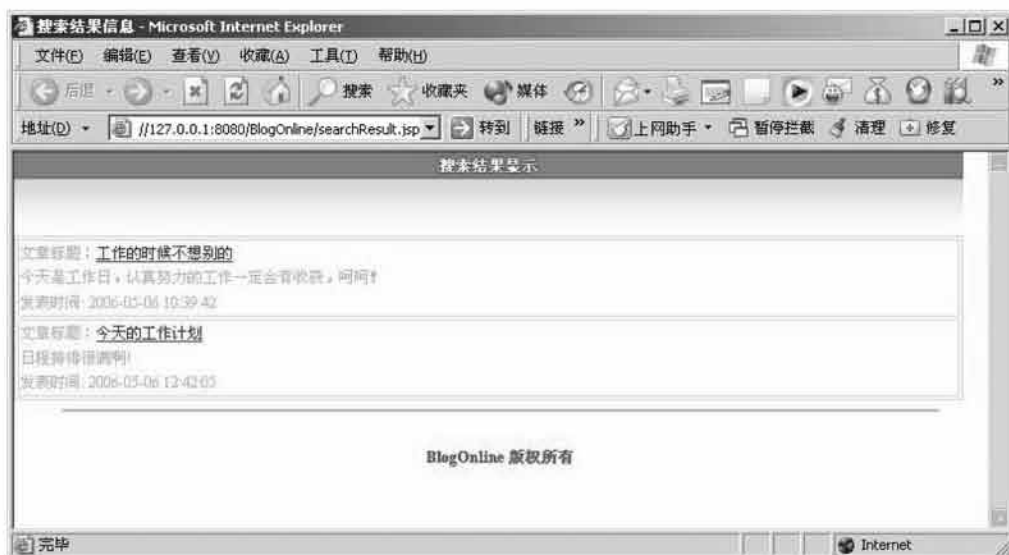 搜索结果信息 - Microsoft Internet Explorer
文件(F) 编辑(E) 查看(V) 收藏(A) 工具(T) 帮助(H)
后退 搜索 收藏夹 媒体 »
地址(D) //127.0.0.1:8080/BlogOnline/searchResult.jsp 转到 链接 » 上网助手 暂停拦截 清理 修复
搜索结果显示
文章标题：工作的时候不想别的
今天是工作日，认真努力的工作一定会有收获，呵呵！
发表时间: 2006-05-06 10:39:42
文章标题：今天的工作计划
日程排得很满啊!
发表时间: 2006-05-06 12:42:05
BlogOnline 版权所有
完毕 Internet